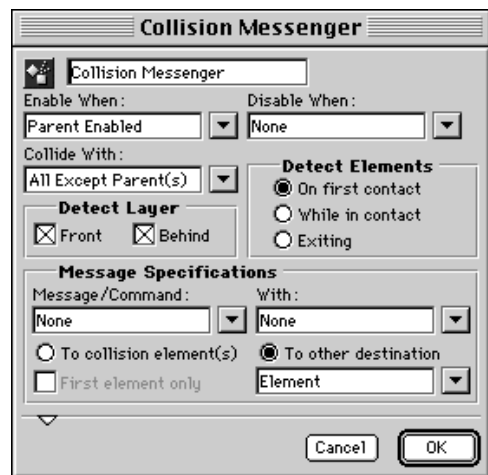 Collision Messenger
Collision Messenger
Enable When: Disable When:
Parent Enabled None
Collide With:
All Except Parent(s)
Detect Elements
On first contact
While in contact
Exiting
Detect Layer
Front Behind
Message Specifications
Message/Command: With:
None None
To collision element(s) To other destination
First element only Element
Cancel OK